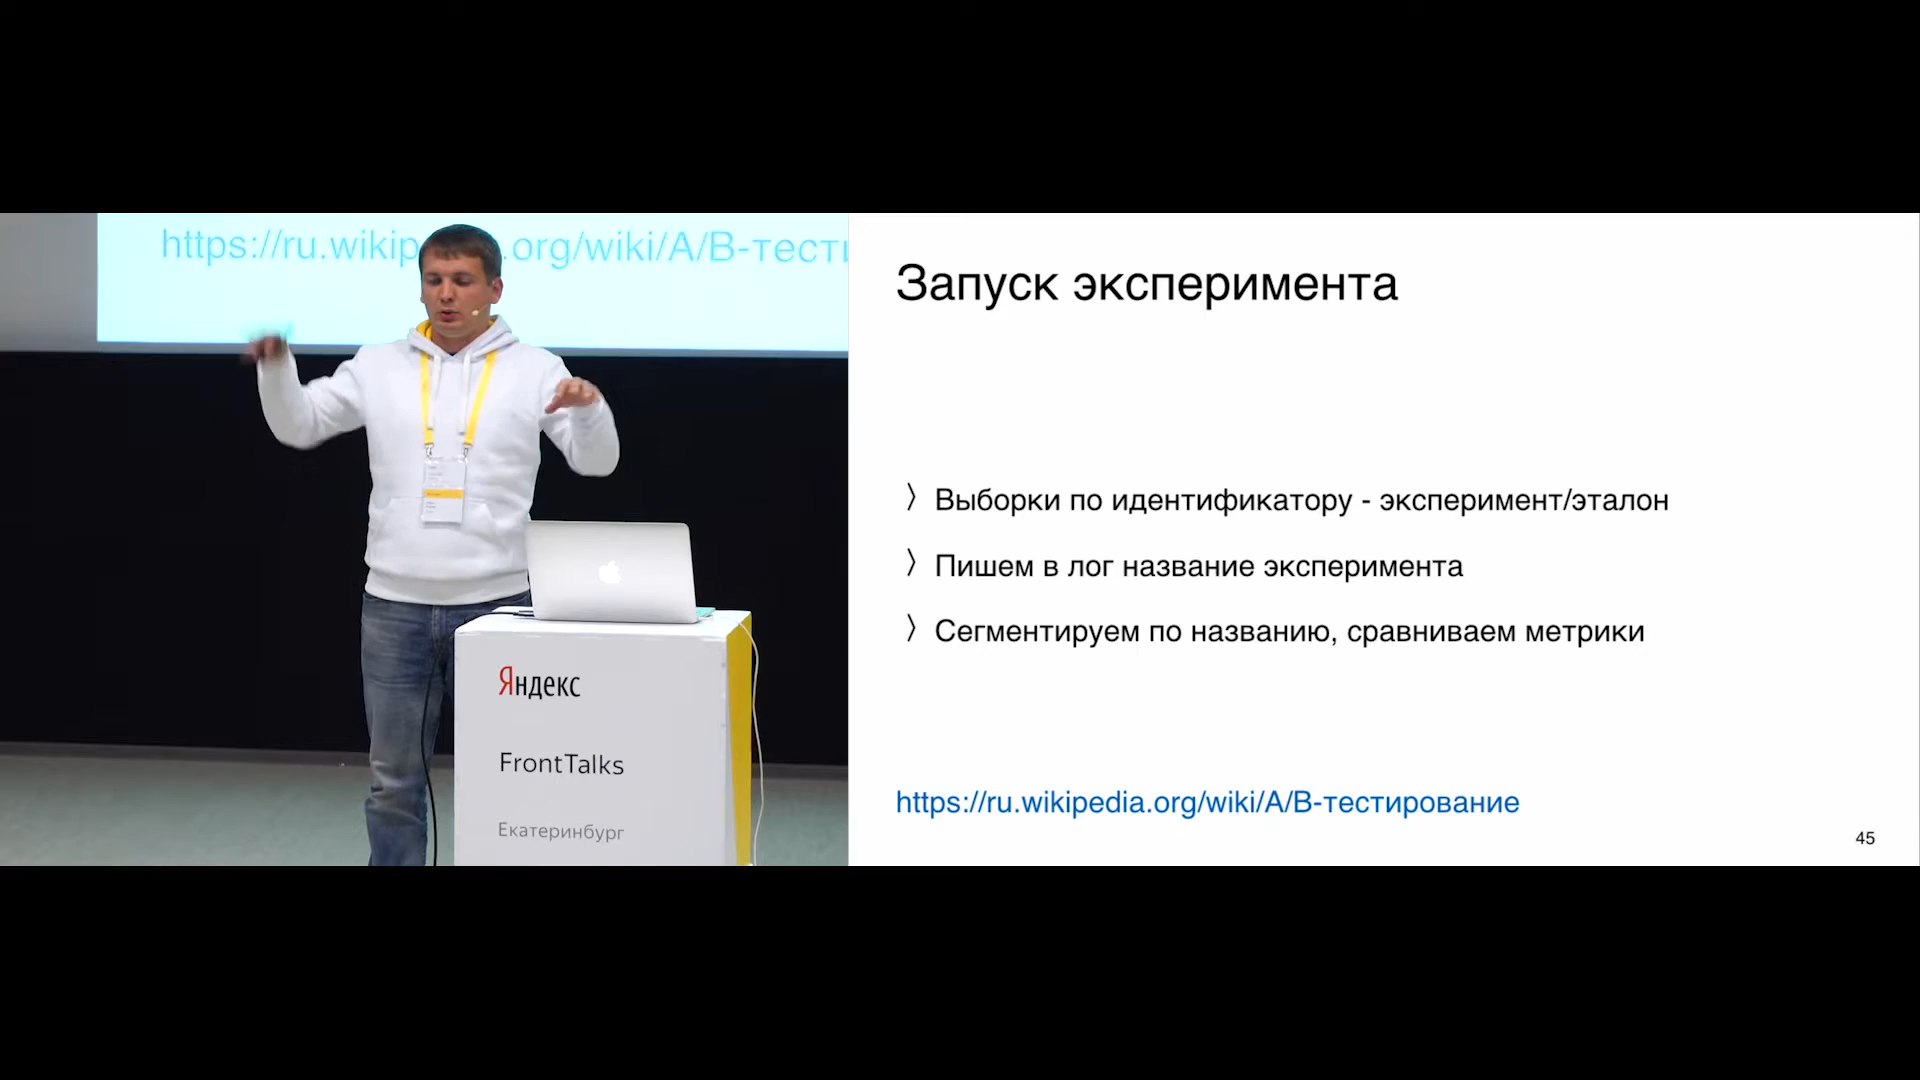 https://ru.wikip .org/wiki/A/B-тести
Яндекс
FrontTalks
Екатеринбург
Запуск эксперимента
〉 Выборки по идентификатору - эксперимент/эталон
〉 Пишем в лог название эксперимента
〉 Сегментируем по названию, сравниваем метрики
https://ru.wikipedia.org/wiki/A/B-тестирование
45